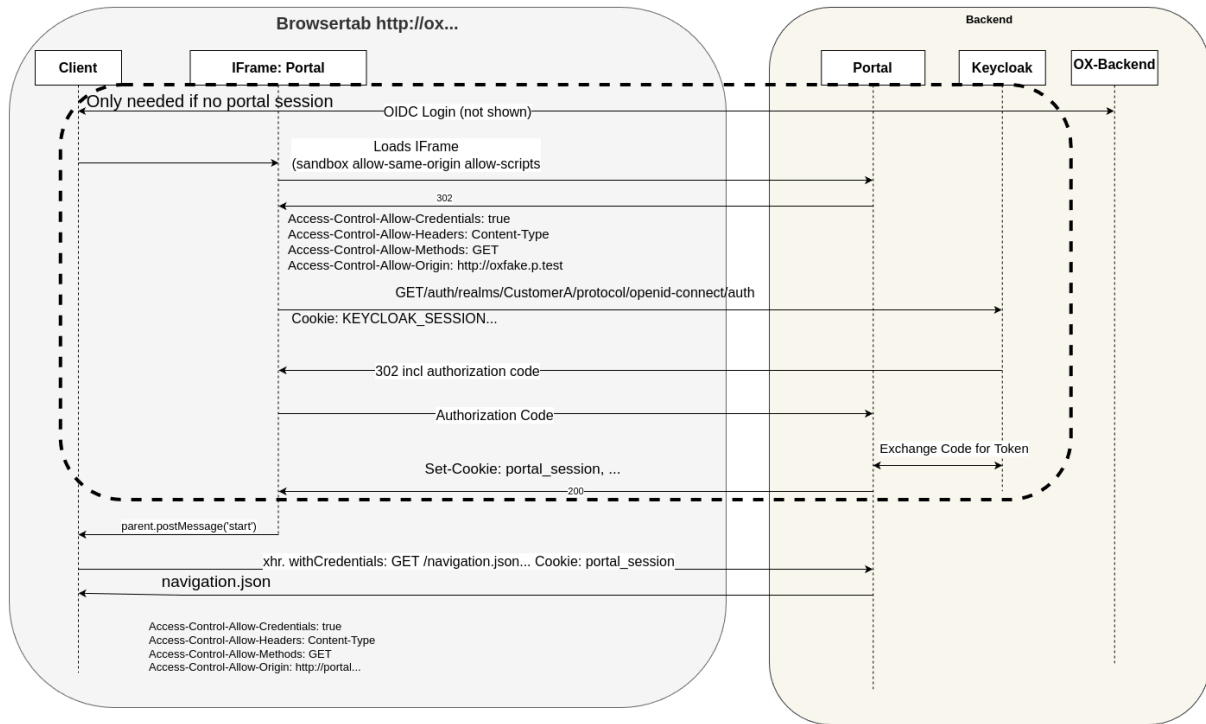 Browsertab http://ox...
Backend
Client
IFrame: Portal
Portal
Keycloak
OX-Backend
Only needed if no portal session
OIDC Login (not shown)
Loads IFrame
(sandbox allow-same-origin allow-scripts
302
Access-Control-Allow-Credentials: true
Access-Control-Allow-Headers: Content-Type
Access-Control-Allow-Methods: GET
Access-Control-Allow-Origin: http://oxfake.p.test
GET/auth/realms/CustomerA/protocol/openid-connect/auth
Cookie: KEYCLOAK_SESSION...
302 incl authorization code
Authorization Code
Exchange Code for Token
Set-Cookie: portal_session, ...
200
parent.postMessage('start')
xhr. withCredentials: GET /navigation.json... Cookie: portal_session
navigation.json
Access-Control-Allow-Credentials: true
Access-Control-Allow-Headers: Content-Type
Access-Control-Allow-Methods: GET
Access-Control-Allow-Origin: http://portal...